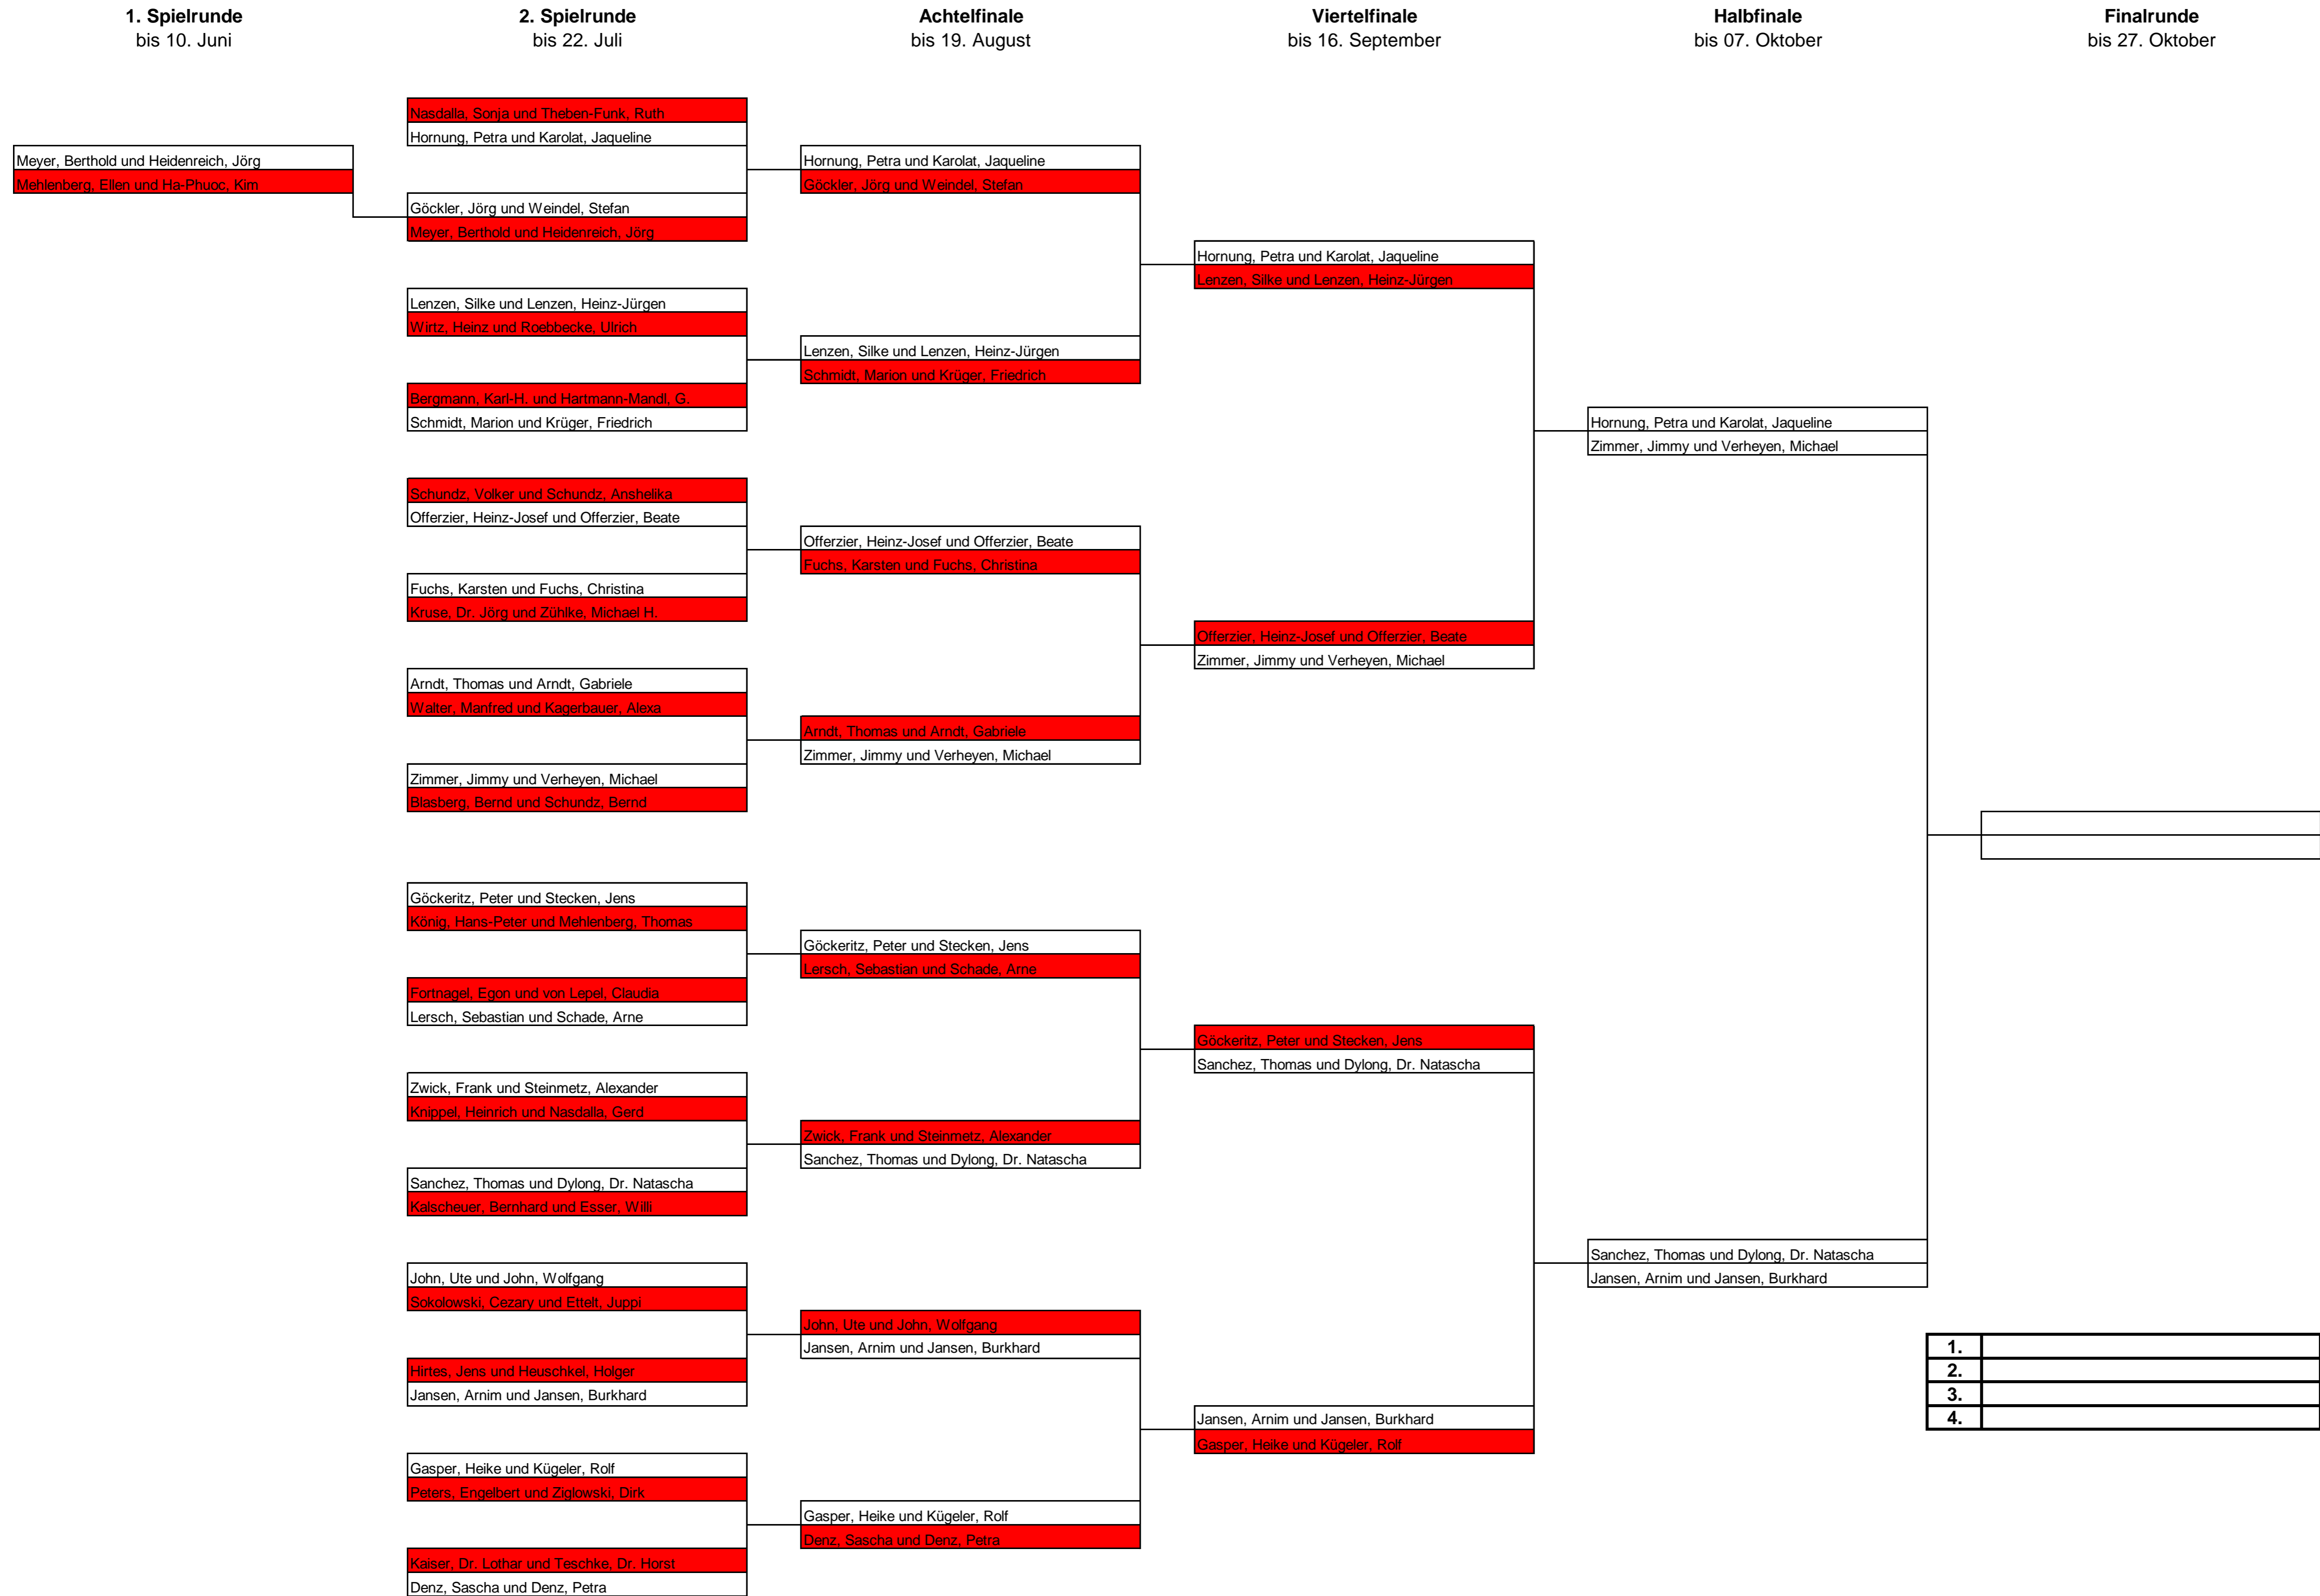 1. Spielrunde
bis 10. Juni
2. Spielrunde
bis 22. Juli
Achtelfinale
bis 19. August
Viertelfinale
bis 16. September
Halbfinale
bis 07. Oktober
Finalrunde
bis 27. Oktober
Meyer, Berthold und Heidenreich, Jörg
Mehlenberg, Ellen und Ha-Phuoc, Kim
Nasdalla, Sonja und Theben-Funk, Ruth
Hornung, Petra und Karolat, Jaqueline
Göckler, Jörg und Weindel, Stefan
Meyer, Berthold und Heidenreich, Jörg
Lenzen, Silke und Lenzen, Heinz-Jürgen
Wirtz, Heinz und Roebbecke, Ulrich
Bergmann, Karl-H. und Hartmann-Mandl, G.
Schmidt, Marion und Krüger, Friedrich
Schundz, Volker und Schundz, Anshelika
Offerzier, Heinz-Josef und Offerzier, Beate
Fuchs, Karsten und Fuchs, Christina
Kruse, Dr. Jörg und Zühlke, Michael H.
Arndt, Thomas und Arndt, Gabriele
Walter, Manfred und Kagerbauer, Alexa
Zimmer, Jimmy und Verheyen, Michael
Blasberg, Bernd und Schundz, Bernd
Göckeritz, Peter und Stecken, Jens
König, Hans-Peter und Mehlenberg, Thomas
Fortnagel, Egon und von Lepel, Claudia
Lersch, Sebastian und Schade, Arne
Zwick, Frank und Steinmetz, Alexander
Knippel, Heinrich und Nasdalla, Gerd
Sanchez, Thomas und Dylong, Dr. Natascha
Kalscheuer, Bernhard und Esser, Willi
John, Ute und John, Wolfgang
Sokolowski, Cezary und Ettelt, Juppi
Hirtes, Jens und Heuschkel, Holger
Jansen, Arnim und Jansen, Burkhard
Gasper, Heike und Kügeler, Rolf
Peters, Engelbert und Ziglowski, Dirk
Kaiser, Dr. Lothar und Teschke, Dr. Horst
Denz, Sascha und Denz, Petra
Hornung, Petra und Karolat, Jaqueline
Göckler, Jörg und Weindel, Stefan
Lenzen, Silke und Lenzen, Heinz-Jürgen
Schmidt, Marion und Krüger, Friedrich
Offerzier, Heinz-Josef und Offerzier, Beate
Fuchs, Karsten und Fuchs, Christina
Arndt, Thomas und Arndt, Gabriele
Zimmer, Jimmy und Verheyen, Michael
Göckeritz, Peter und Stecken, Jens
Lersch, Sebastian und Schade, Arne
Zwick, Frank und Steinmetz, Alexander
Sanchez, Thomas und Dylong, Dr. Natascha
John, Ute und John, Wolfgang
Jansen, Arnim und Jansen, Burkhard
Gasper, Heike und Kügeler, Rolf
Denz, Sascha und Denz, Petra
Hornung, Petra und Karolat, Jaqueline
Lenzen, Silke und Lenzen, Heinz-Jürgen
Offerzier, Heinz-Josef und Offerzier, Beate
Zimmer, Jimmy und Verheyen, Michael
Göckeritz, Peter und Stecken, Jens
Sanchez, Thomas und Dylong, Dr. Natascha
Jansen, Arnim und Jansen, Burkhard
Gasper, Heike und Kügeler, Rolf
Hornung, Petra und Karolat, Jaqueline
Zimmer, Jimmy und Verheyen, Michael
Sanchez, Thomas und Dylong, Dr. Natascha
Jansen, Arnim und Jansen, Burkhard
1.
2.
3.
4.